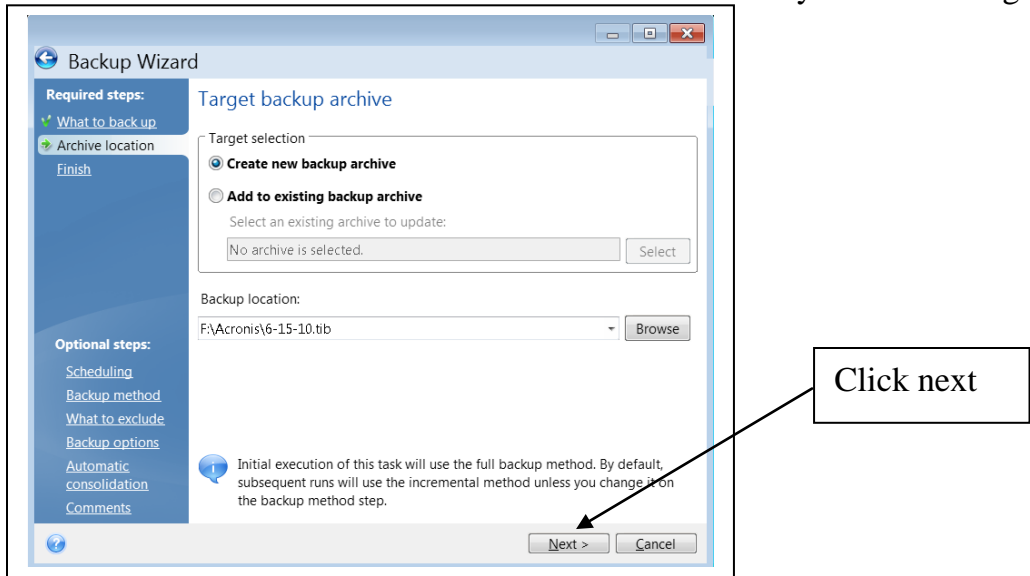 Backup Wizard
Required steps:
What to back up
Archive location
Finish
Optional steps:
Scheduling
Backup method
What to exclude
Backup options
Automatic
consolidation
Comments
Target backup archive
Target selection
Create new backup archive
Add to existing backup archive
Select an existing archive to update:
No archive is selected.
Select
Backup location:
F:\Acronis\6-15-10.tib
Browse
Initial execution of this task will use the full backup method. By default,
subsequent runs will use the incremental method unless you change it on
the backup method step.
Next >
Cancel
Click next